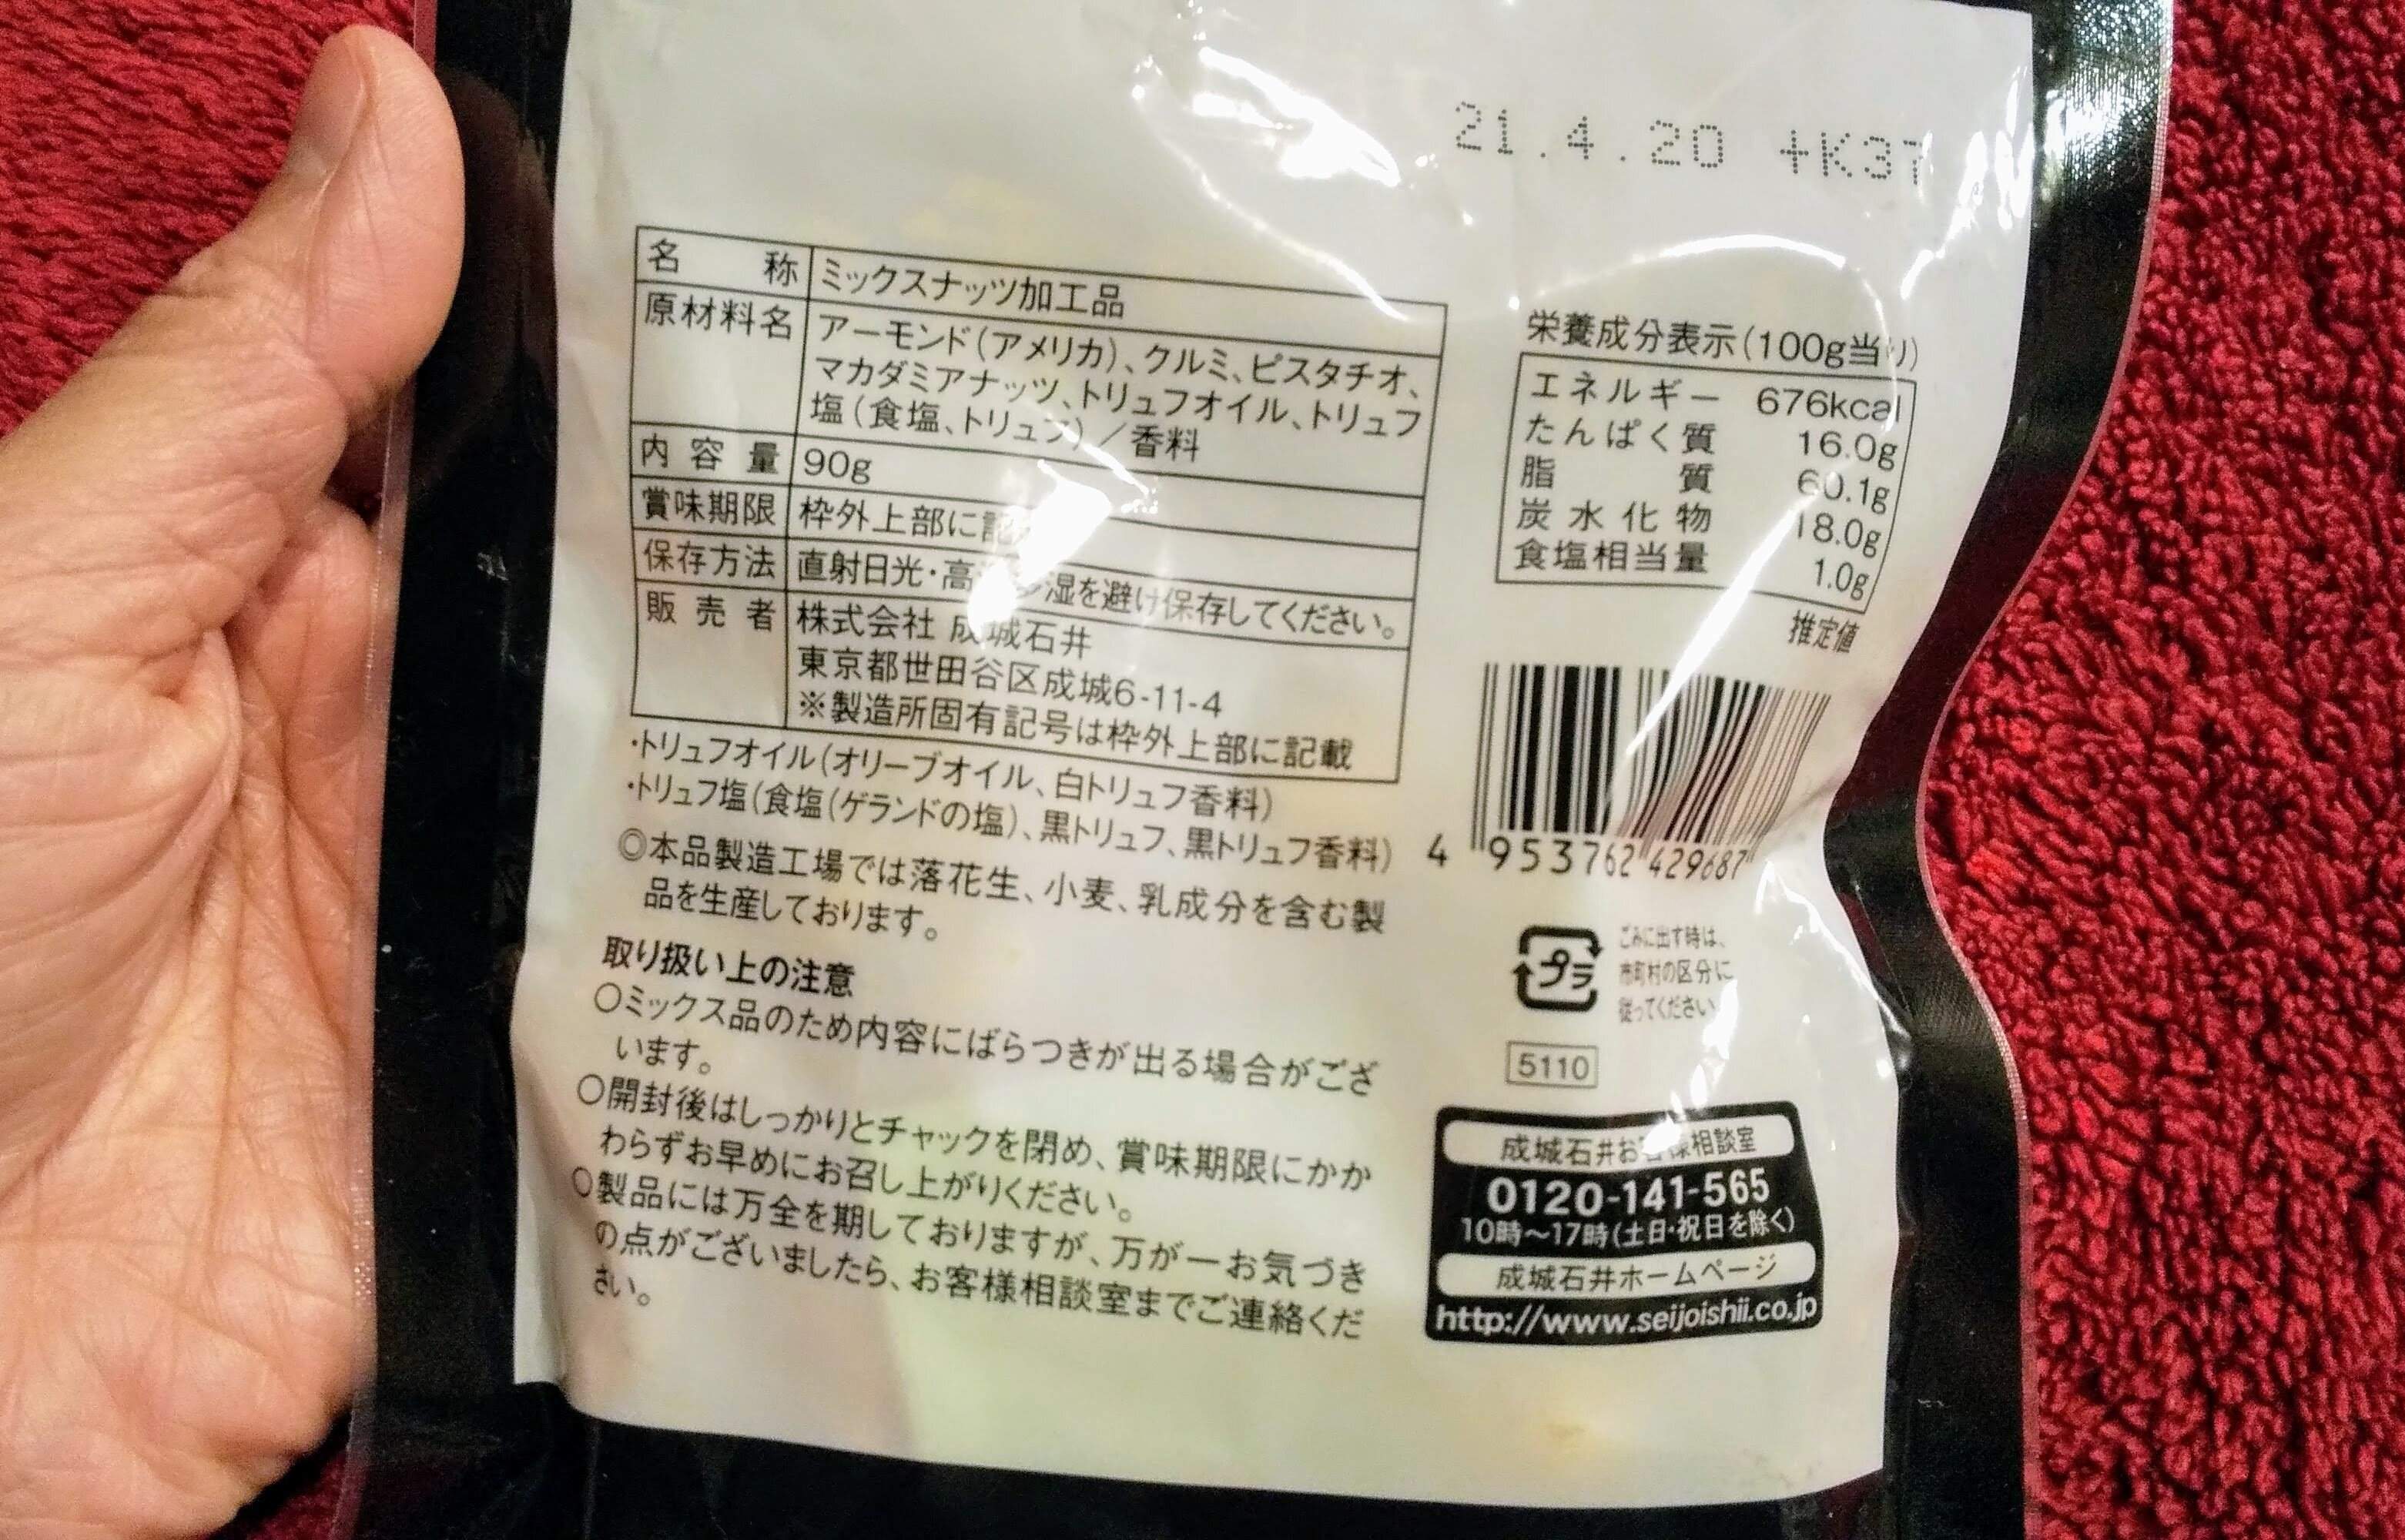 21.4.20 +K37
名称 ミックスナッツ加工品
原材料名 アーモンド(アメリカ)、クルミ、ピスタチオ、
マカダミアナッツ、トリュフオイル、トリュフ
塩(食塩、トリュフ)／香料
内容量 90g
賞味期限 枠外上部に記
保存方法 直射日光・高 湿を避け保存してください。
販売者 株式会社 成城石井
東京都世田谷区成城6-11-4
※製造所固有記号は枠外上部に記載
・トリュフオイル(オリーブオイル、白トリュフ香料)
・トリュフ塩(食塩(ゲランドの塩)、黒トリュフ、黒トリュフ香料)
◎本品製造工場では落花生、小麦、乳成分を含む製
品を生産しております。
取り扱い上の注意
○ミックス品のため内容にばらつきが出る場合がござ
います。
○開封後はしっかりとチャックを閉め、賞味期限にかか
わらずお早めにお召し上がりください。
○製品には万全を期しておりますが、万が一お気づき
の点がございましたら、お客様相談室までご連絡くだ
さい。
栄養成分表示(100g当り)
エネルギー 676kcal
たんぱく質 16.0g
脂質 60.1g
炭水化物 18.0g
食塩相当量 1.0g
推定値
4 953762 429687
プラ
ごみに出す時は、
市町村の区分に
従ってください
5110
成城石井お客様相談室
0120-141-565
10時～17時(土日・祝日を除く)
成城石井ホームページ
http://www.seijoishii.co.jp